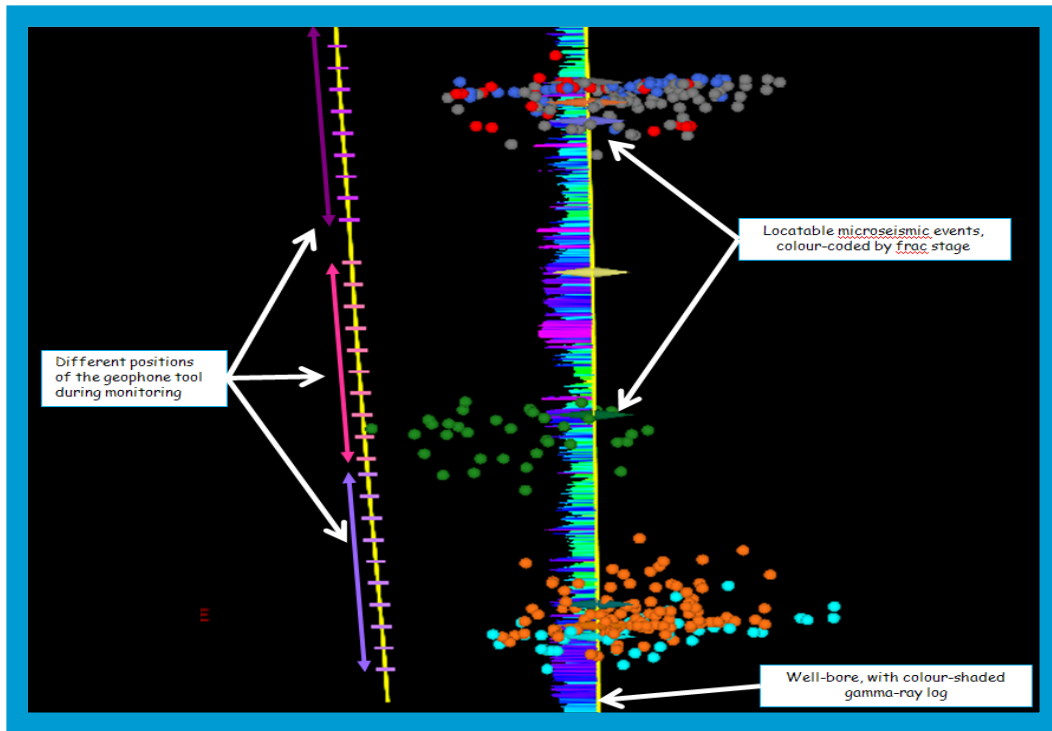 Locatable microseismic events,
colour-coded by frac stage
Different positions
of the geophone tool
during monitoring
Well-bore, with colour-shaded
gamma-ray log